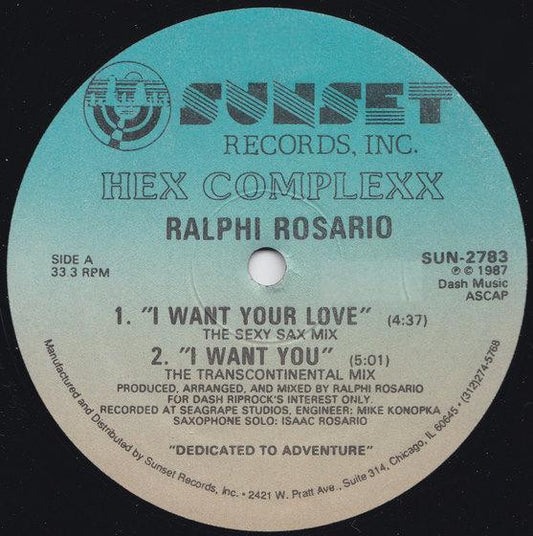 SUNSET
RECORDS, INC.
HEX COMPLEXX
RALPHI ROSARIO
SIDE A
33 3 RPM
SUN-2783
℗ © 1987
Dash Music
ASCAP
1. "I WANT YOUR LOVE" (4:37)
THE SEXY SAX MIX
2. "I WANT YOU" (5:01)
THE TRANSCONTINENTAL MIX
PRODUCED, ARRANGED, AND MIXED BY RALPHI ROSARIO
FOR DASH RIPROCK'S INTEREST ONLY.
RECORDED AT SEAGRAPE STUDIOS, ENGINEER: MIKE KONOPKA
SAXOPHONE SOLO: ISAAC ROSARIO
"DEDICATED TO ADVENTURE"
Manufactured and Distributed by Sunset Records, Inc. • 2421 W. Pratt Ave., Suite 314, Chicago, IL 60645 • (312)274-5768